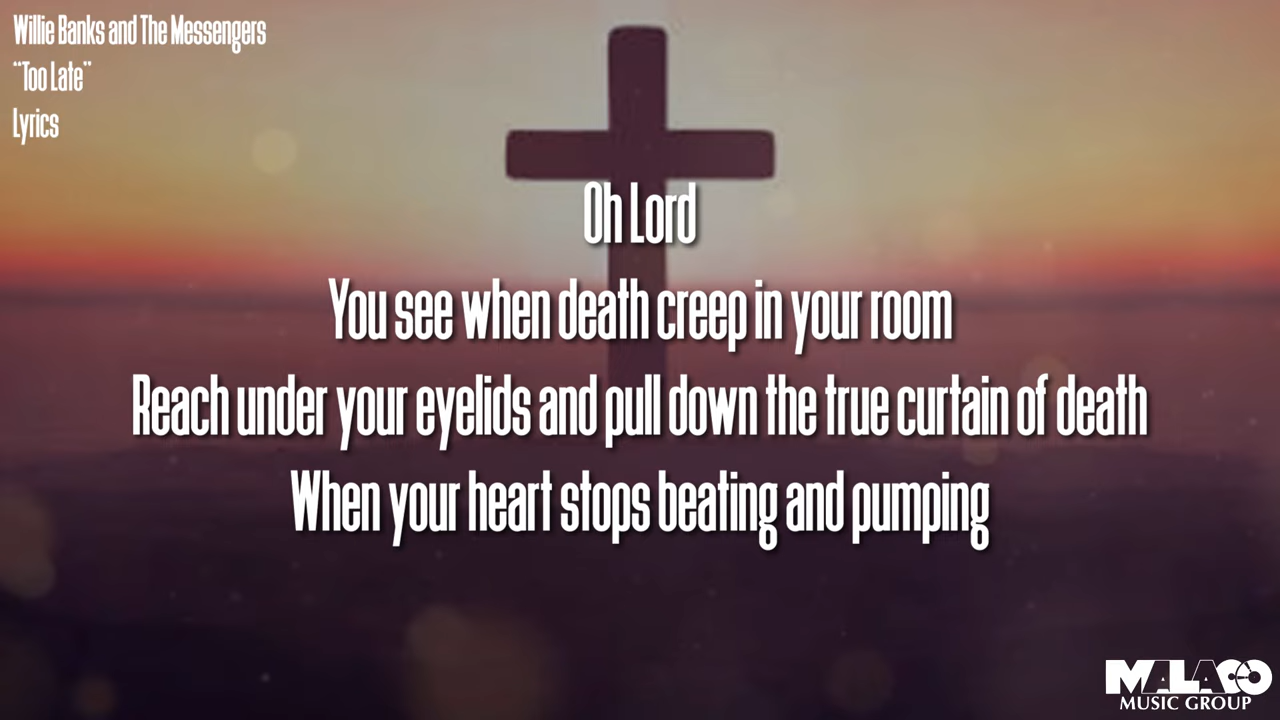 Willie Banks and The Messengers
“Too Late”
Lyrics
Oh Lord
You see when death creep in your room
Reach under your eyelids and pull down the true curtain of death
When your heart stops beating and pumping
MALACO
MUSIC GROUP